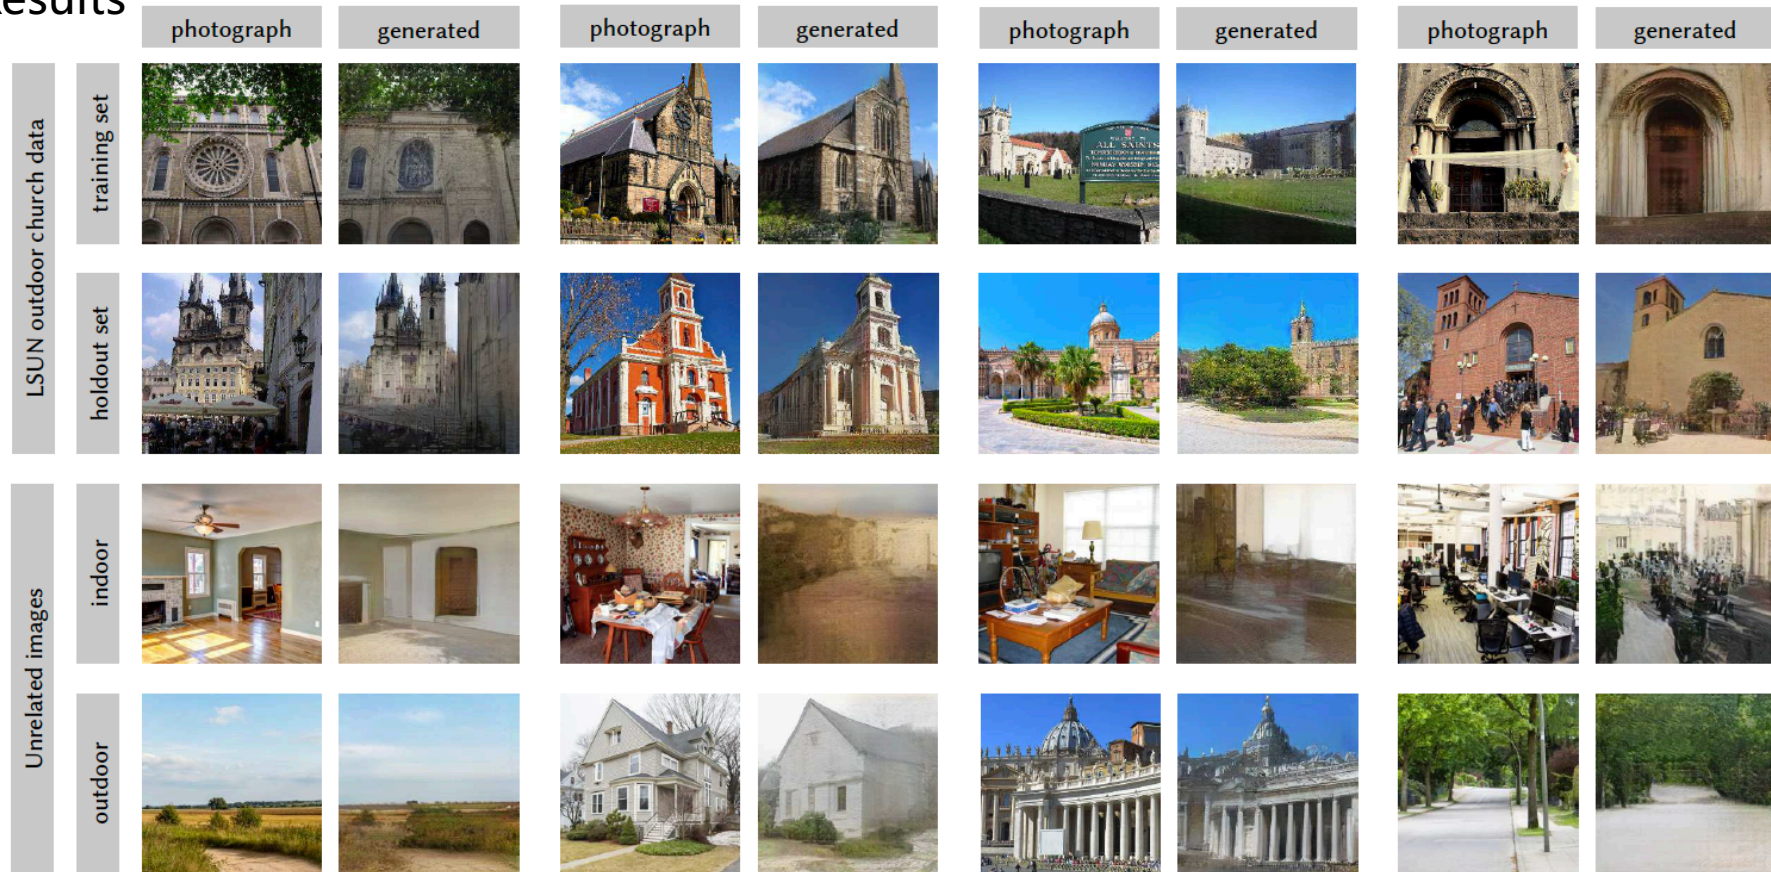 photograph generated photograph generated photograph generated photograph generated
LSUN outdoor church data
training set
ALL SAINTS
holdout set
Unrelated images
indoor
outdoor